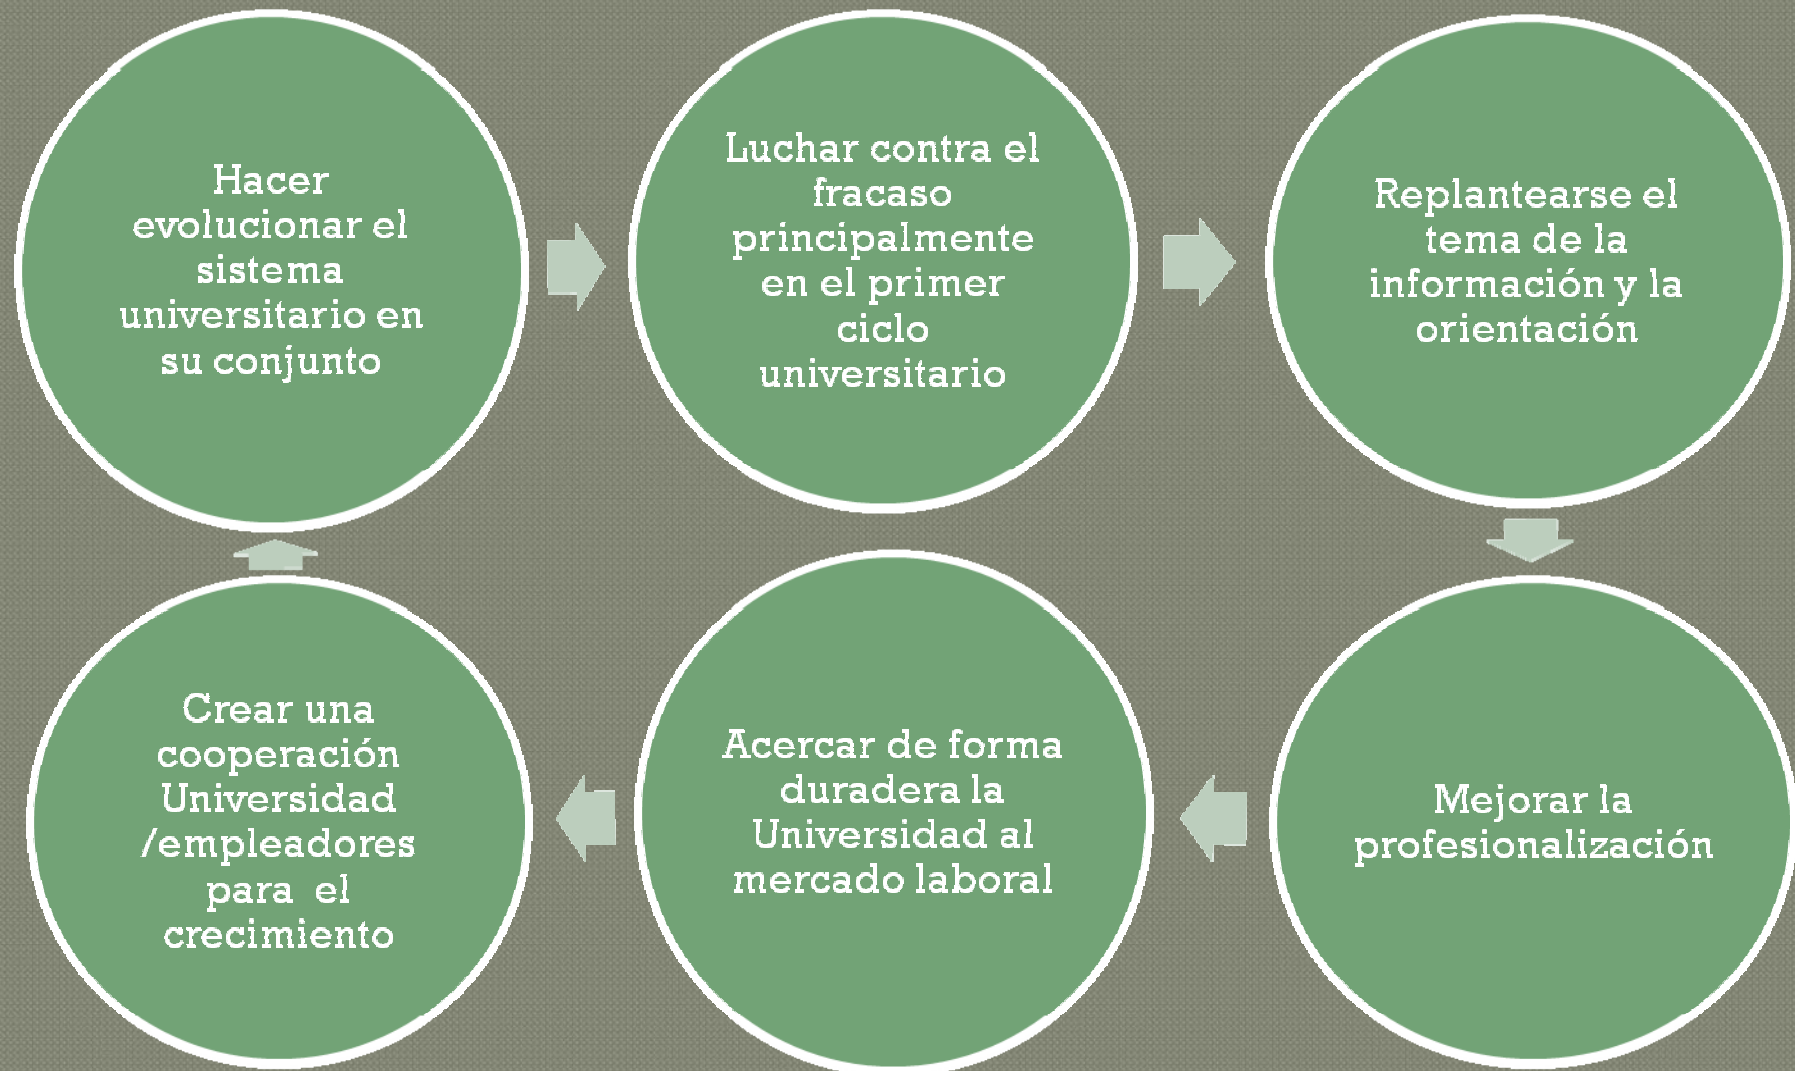 Hacer
evolucionar el
sistema
universitario en
su conjunto
Luchar contra el
fracaso
principalmente
en el primer
ciclo
universitario
Replantearse el
tema de la
información y la
orientación
Mejorar la
profesionalización
Acercar de forma
duradera la
Universidad al
mercado laboral
Crear una
cooperación
Universidad
/empleadores
para el
crecimiento